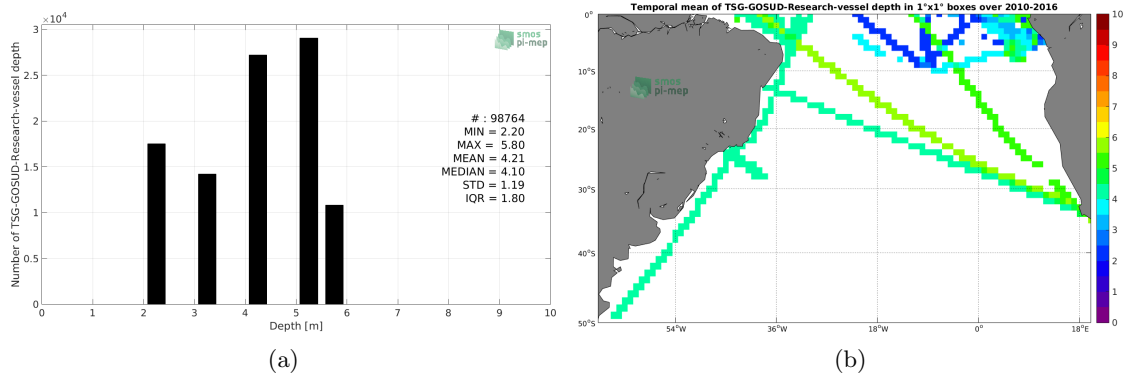 ×10⁴
3
2.5
2
1.5
1
0.5
0
Number of TSG-GOSUD-Research-vessel depth
0 1 2 3 4 5 6 7 8 9 10
Depth [m]
smos
pi-mep
# : 98764
MIN = 2.20
MAX = 5.80
MEAN = 4.21
MEDIAN = 4.10
STD = 1.19
IQR = 1.80
(a)
Temporal mean of TSG-GOSUD-Research-vessel depth in 1°x1° boxes over 2010-2016
smos
pi-mep
0°
10°S
20°S
30°S
40°S
50°S
54°W 36°W 18°W 0° 18°E
10
9
8
7
6
5
4
3
2
1
0
(b)